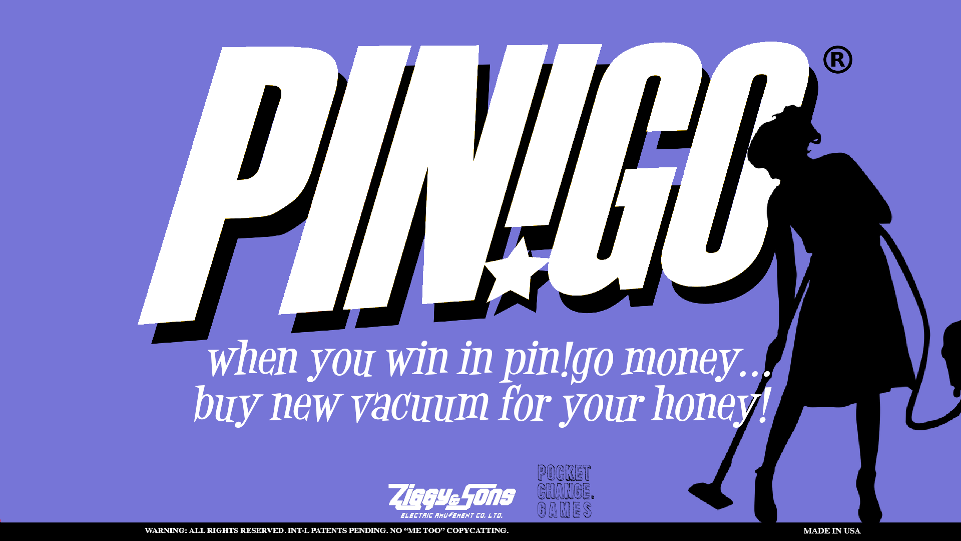 PIN!GO®
when you win in pin!go money...
buy new vacuum for your honey!
Ziggy & Sons
ELECTRIC AMUSEMENT CO. LTD.
POCKET
CHANGE.
GAMES
WARNING: ALL RIGHTS RESERVED. INT-L PATENTS PENDING. NO "ME TOO" COPYCATTING.
MADE IN USA